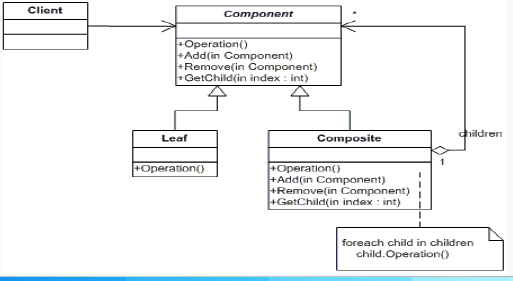 Client
Component
*
+Operation()
+Add(in Component)
+Remove(in Component)
+GetChild(in index : int)
children
Leaf
+Operation()
Composite
1
+Operation()
+Add(in Component)
+Remove(in Component)
+GetChild(in index : int)
foreach child in children
child.Operation()